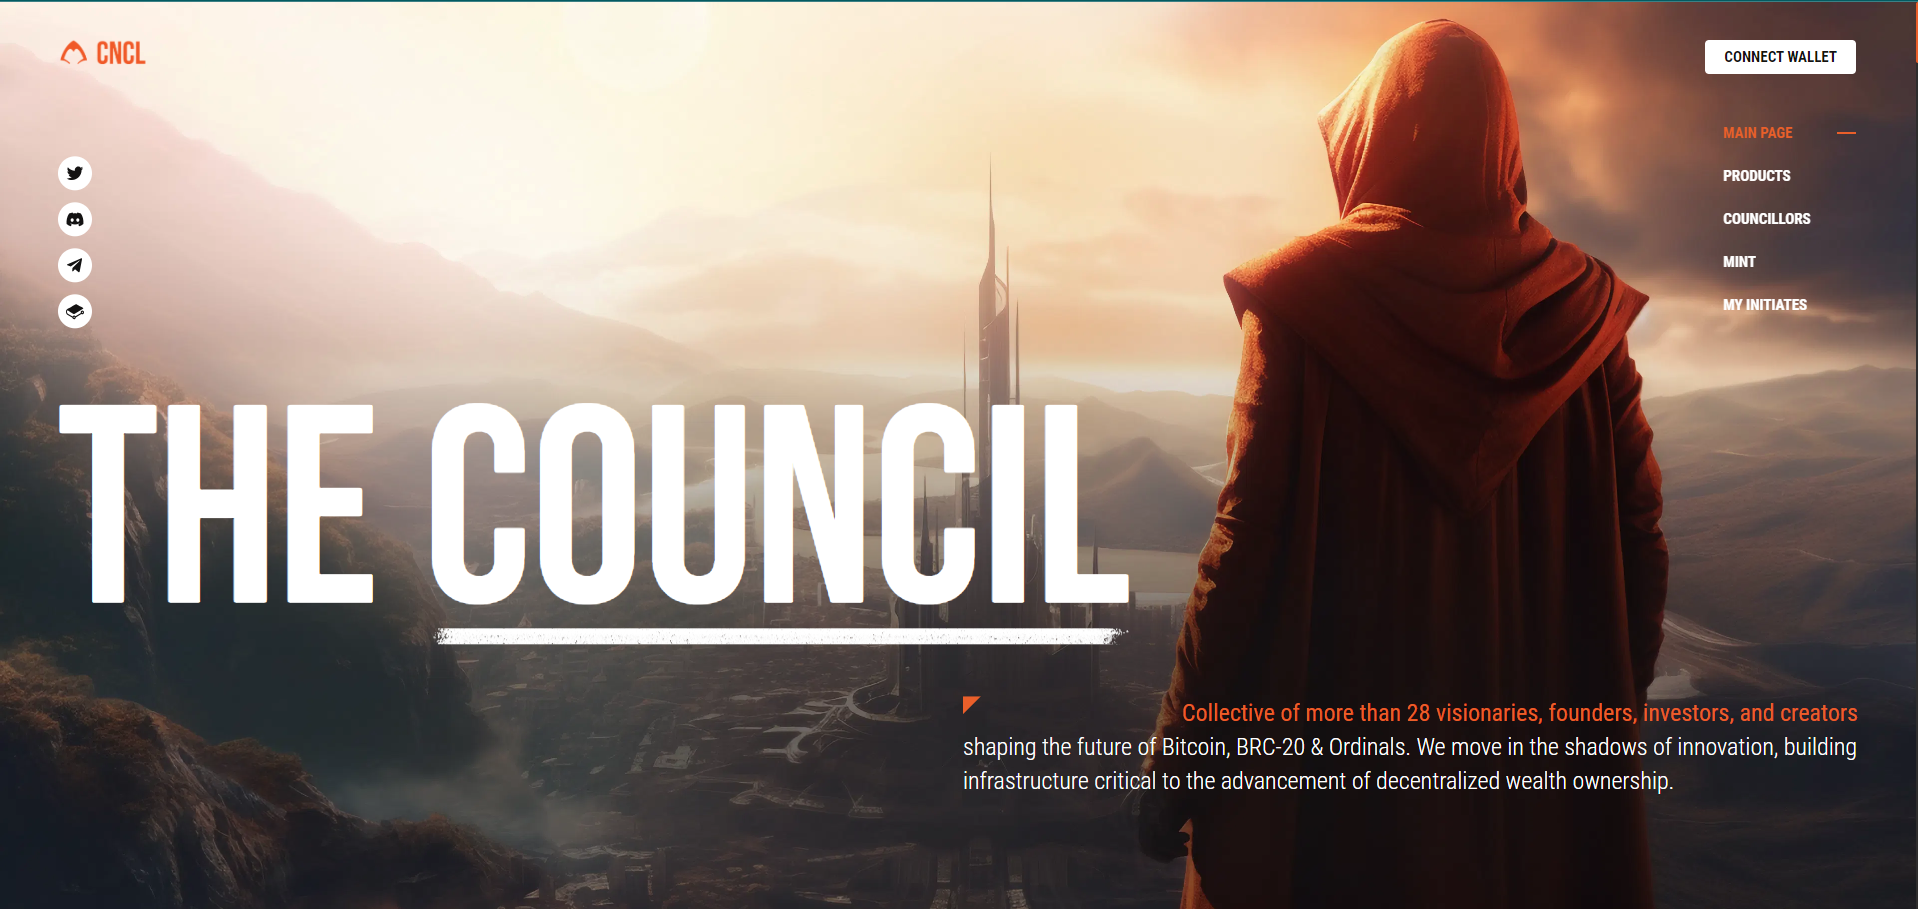 CNCL
CONNECT WALLET
MAIN PAGE
PRODUCTS
COUNCILLORS
MINT
MY INITIATES
THE COUNCIL
Collective of more than 28 visionaries, founders, investors, and creators
shaping the future of Bitcoin, BRC-20 & Ordinals. We move in the shadows of innovation, building
infrastructure critical to the advancement of decentralized wealth ownership.